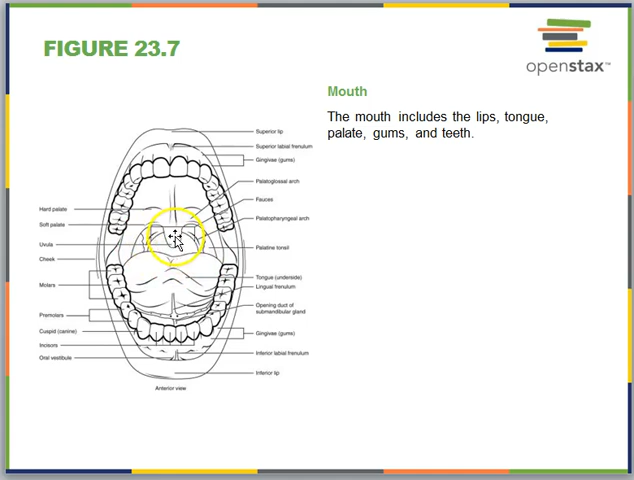 FIGURE 23.7
openstax™
Mouth
The mouth includes the lips, tongue,
palate, gums, and teeth.
Superior lip
Superior labial frenulum
Gingivae (gums)
Palatoglossal arch
Fauces
Palatopharyngeal arch
Palatine tonsil
Tongue (underside)
Lingual frenulum
Opening duct of
submandibular gland
Gingivae (gums)
Inferior labial frenulum
Inferior lip
Hard palate
Soft palate
Uvula
Cheek
Molars
Premolars
Cuspid (canine)
Incisors
Oral vestibule
Anterior view